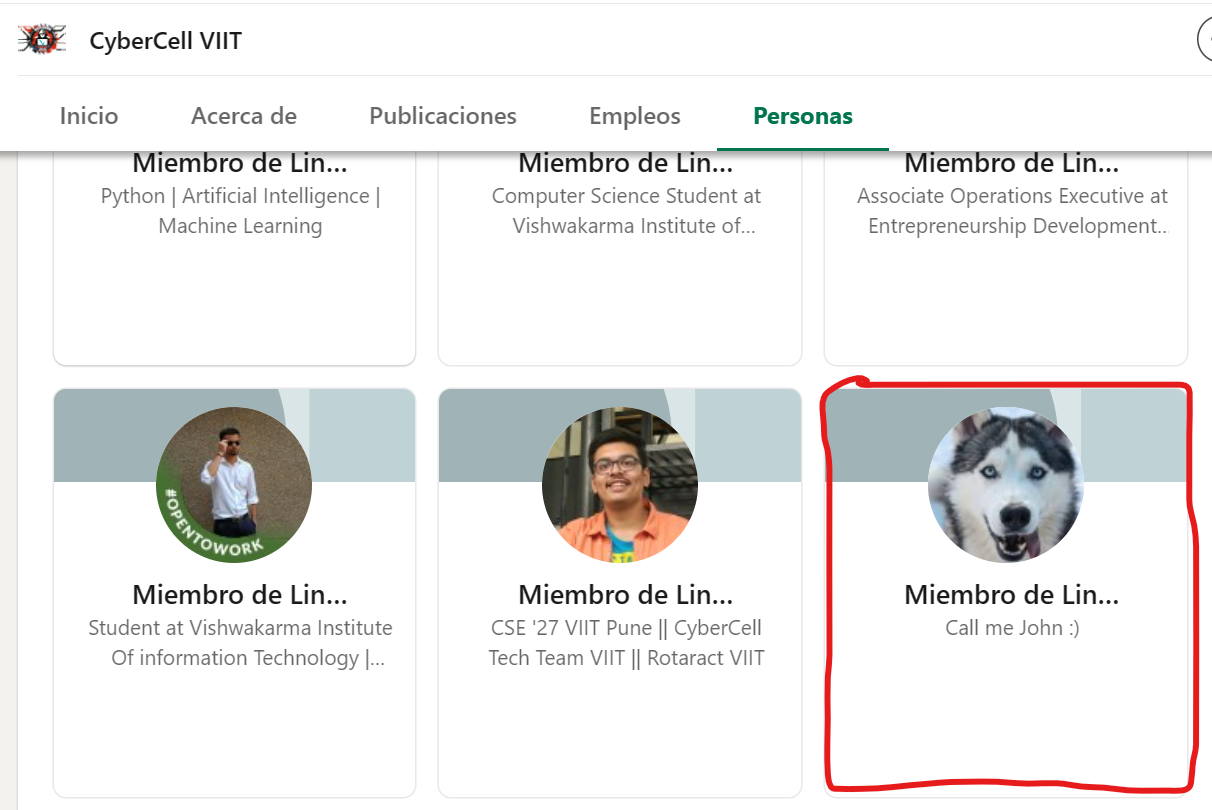 CyberCell VIIT
Inicio Acerca de Publicaciones Empleos Personas
Miembro de Lin...
Python | Artificial Intelligence |
Machine Learning
Miembro de Lin...
Computer Science Student at
Vishwakarma Institute of...
Miembro de Lin...
Associate Operations Executive at
Entrepreneurship Development...
#OPENTOWORK
Miembro de Lin...
Student at Vishwakarma Institute
Of information Technology |...
Miembro de Lin...
CSE '27 VIIT Pune || CyberCell
Tech Team VIIT || Rotaract VIIT
Miembro de Lin...
Call me John :)